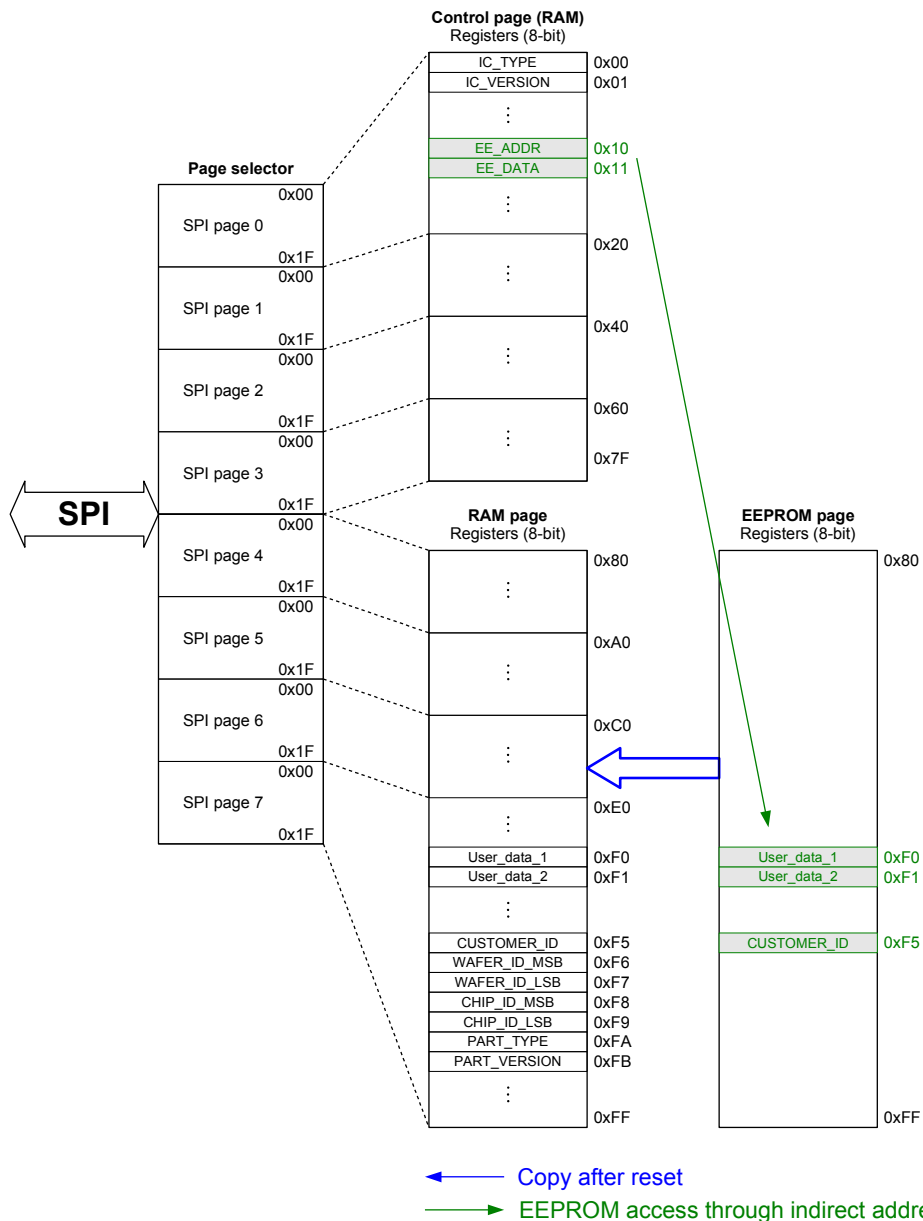 Control page (RAM)
Registers (8-bit)
IC_TYPE 0x00
IC_VERSION 0x01
EE_ADDR 0x10
EE_DATA 0x11
0x20
0x40
0x60
0x7F
Page selector
0x00
SPI page 0
0x1F
0x00
SPI page 1
0x1F
0x00
SPI page 2
0x1F
0x00
SPI page 3
0x1F
0x00
SPI page 4
0x1F
0x00
SPI page 5
0x1F
0x00
SPI page 6
0x1F
0x00
SPI page 7
0x1F
SPI
RAM page
Registers (8-bit)
0x80
0xA0
0xC0
0xE0
User_data_1 0xF0
User_data_2 0xF1
CUSTOMER_ID 0xF5
WAFER_ID_MSB 0xF6
WAFER_ID_LSB 0xF7
CHIP_ID_MSB 0xF8
CHIP_ID_LSB 0xF9
PART_TYPE 0xFA
PART_VERSION 0xFB
0xFF
EEPROM page
Registers (8-bit)
0x80
User_data_1 0xF0
User_data_2 0xF1
CUSTOMER_ID 0xF5
0xFF
Copy after reset
EEPROM access through indirect addre